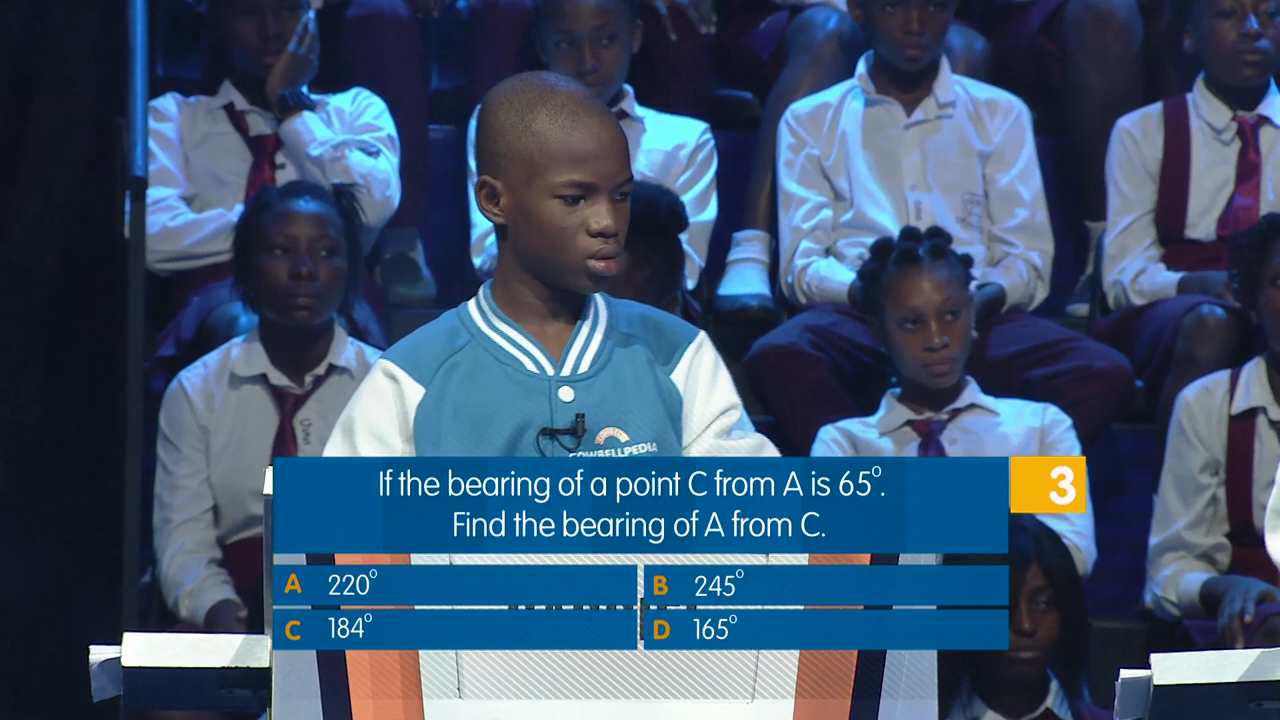 COWBELLPEDIA
If the bearing of a point C from A is 65°.
3
Find the bearing of A from C.
A 220°
B 245°
C 184°
D 165°